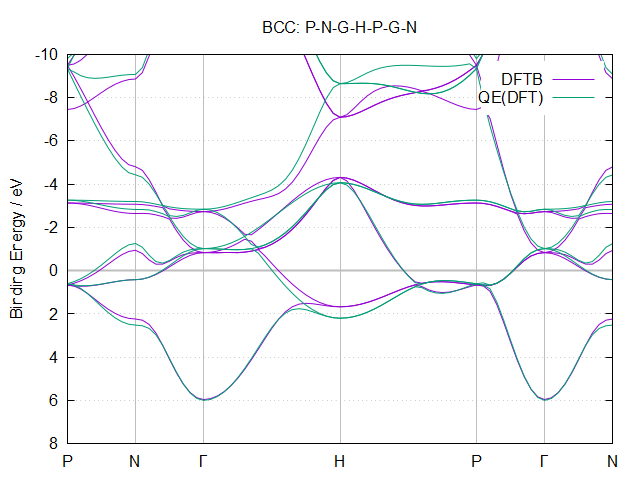 BCC: P-N-G-H-P-G-N
-10
DFTB
-8
QE(DFT)
-6
-4
-2
Binding Energy / eV
0
2
4
6
8
P N Γ H P Γ N